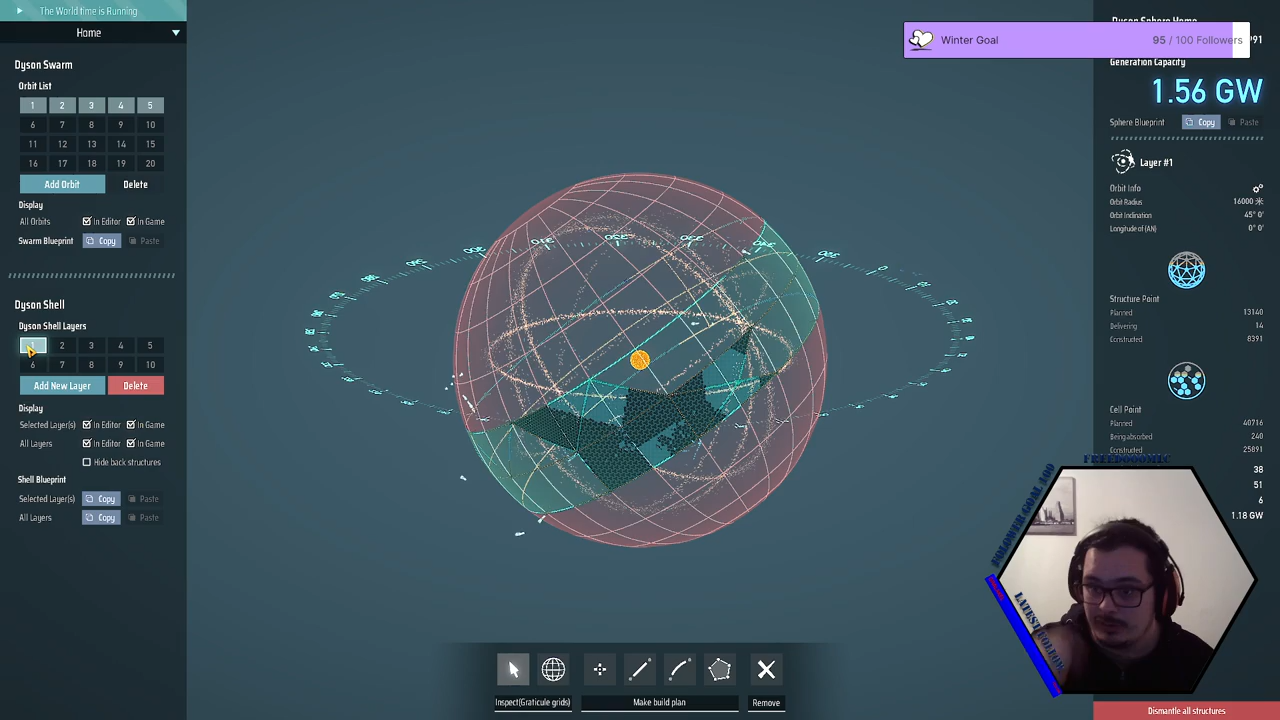 The World time is Running
Home
Dyson Swarm
Orbit List
1 2 3 4 5
6 7 8 9 10
11 12 13 14 15
16 17 18 19 20
Add Orbit Delete
Display
All Orbits In Editor In Game
Swarm Blueprint Copy Paste
Dyson Shell
Dyson Shell Layers
1 2 3 4 5
6 7 8 9 10
Add New Layer Delete
Display
Selected Layer(s) In Editor In Game
All Layers In Editor In Game
Hide back structures
Shell Blueprint
Selected Layer(s) Copy Paste
All Layers Copy Paste
Inspect(Graticule grids) Make build plan Remove
Winter Goal 95 / 100 Followers
Dyson Sphere Home
Generation Capacity
1.56 GW
Sphere Blueprint Copy Paste
Layer #1
Orbit Info
Orbit Radius 16000 米
Orbit Inclination 45° 0'
Longitude of (AN) 0° 0'
Structure Point
Planned 13140
Delivering 14
Constructed 8391
Cell Point
Planned 40716
Being absorbed 240
Constructed 25891
38
51
6
1.18 GW
FOLOWER GOAL 100
Dismantle all structures